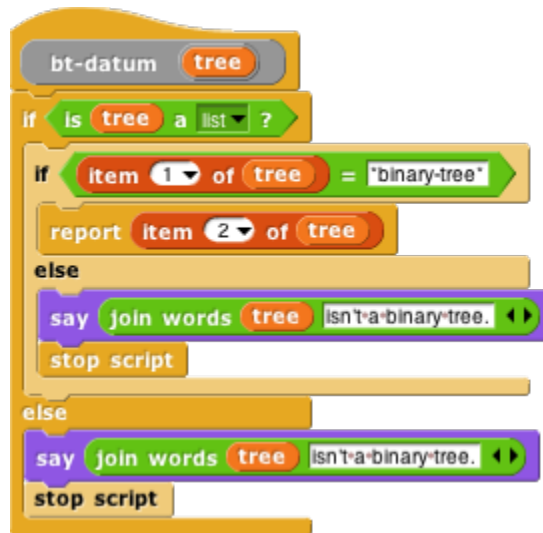 bt-datum tree
if is tree a list ?
if item 1 of tree = *binary-tree*
report item 2 of tree
else
say join words tree isn't a binary tree.
stop script
else
say join words tree isn't a binary tree.
stop script